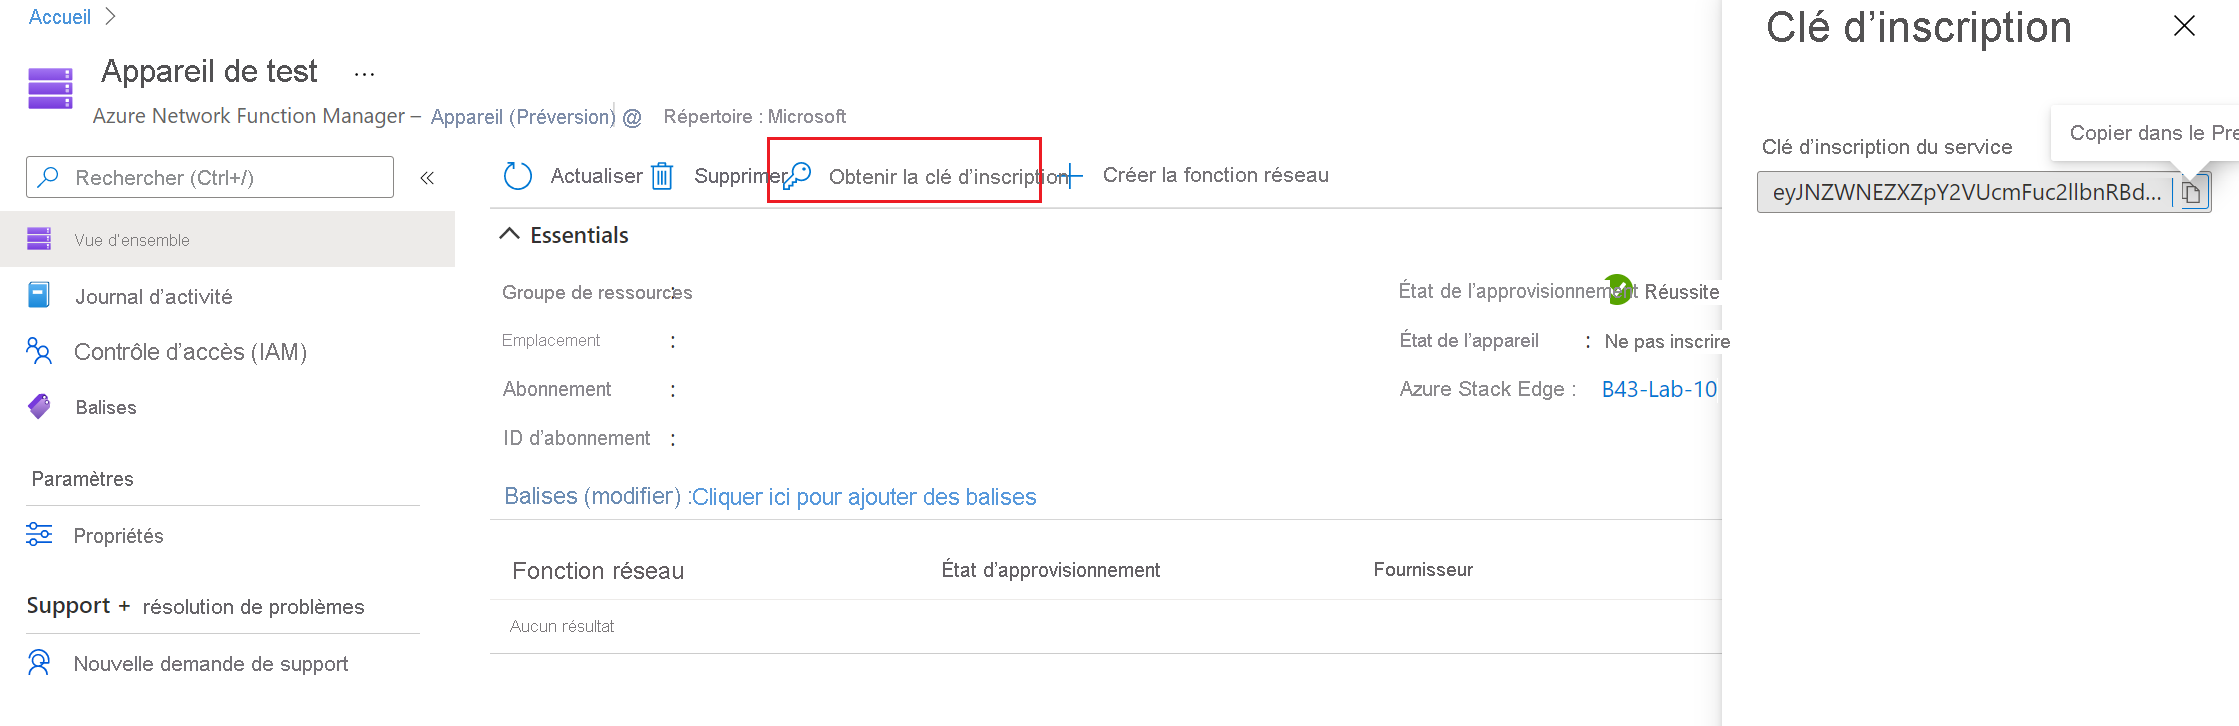 Accueil
Appareil de test ...
Azure Network Function Manager – Appareil (Préversion) @ Répertoire : Microsoft
Rechercher (Ctrl+/)
«
Vue d'ensemble
Journal d'activité
Contrôle d'accès (IAM)
Balises
Paramètres
Propriétés
Support + résolution de problèmes
Nouvelle demande de support
Actualiser Supprimer Obtenir la clé d'inscription Créer la fonction réseau
Essentials
Groupe de ressources :
Emplacement :
Abonnement :
ID d'abonnement :
État de l'approvisionnement Réussite
État de l'appareil : Ne pas inscrire
Azure Stack Edge : B43-Lab-10
Balises (modifier) :Cliquer ici pour ajouter des balises
Fonction réseau État d'approvisionnement Fournisseur
Aucun résultat
Clé d'inscription
Copier dans le Pre
Clé d'inscription du service
eyJNZWNEZXZpY2VUcmFuc2llbnRBd...